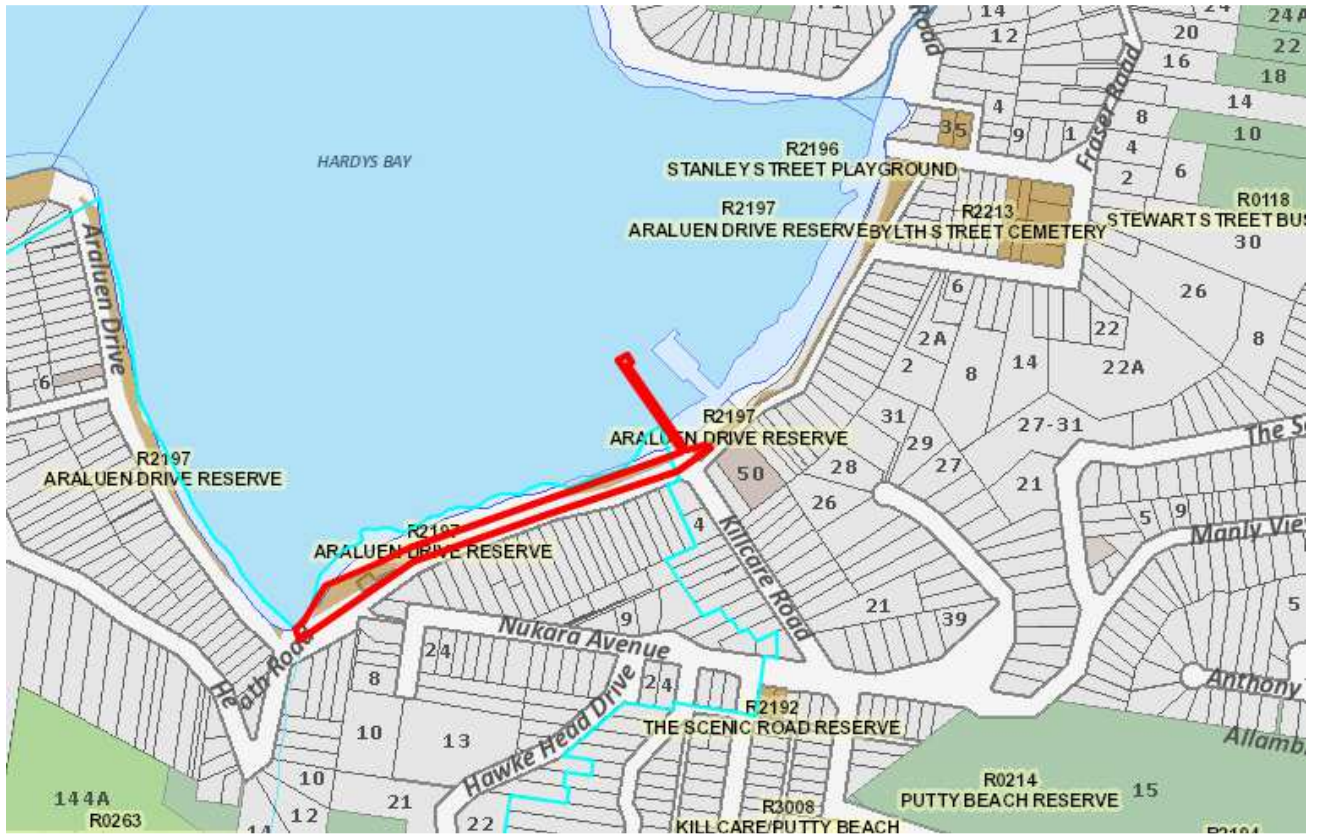 14
20
24A
22
12
16
18
Fraser Road
Road
14
8
10
4
35
9
1
4
2
6
HARDYS BAY
R2196
STANLEY STREET PLAYGROUND
R2197
ARALUEN DRIVE RESERVE
R2213
BYLTH STREET CEMETERY
R0118
STEWART STREET BUS
30
Araluen Drive
6
26
6
22
2A
2
8
14
22A
8
27-31
The Sc
31
29
27
R2197
ARALUEN DRIVE RESERVE
50
28
26
21
5
9
Manly View
R2197
ARALUEN DRIVE RESERVE
R2197
ARALUEN DRIVE RESERVE
4
Killcare Road
21
39
5
9
Nukara Avenue
Heath Road
24
8
24
Anthony
R2192
THE SCENIC ROAD RESERVE
Hawke Head Drive
10
13
Allambi
R0214
PUTTY BEACH RESERVE
15
144A
R0263
10
12
14
21
22
R3008
KILLCARE/PUTTY BEACH